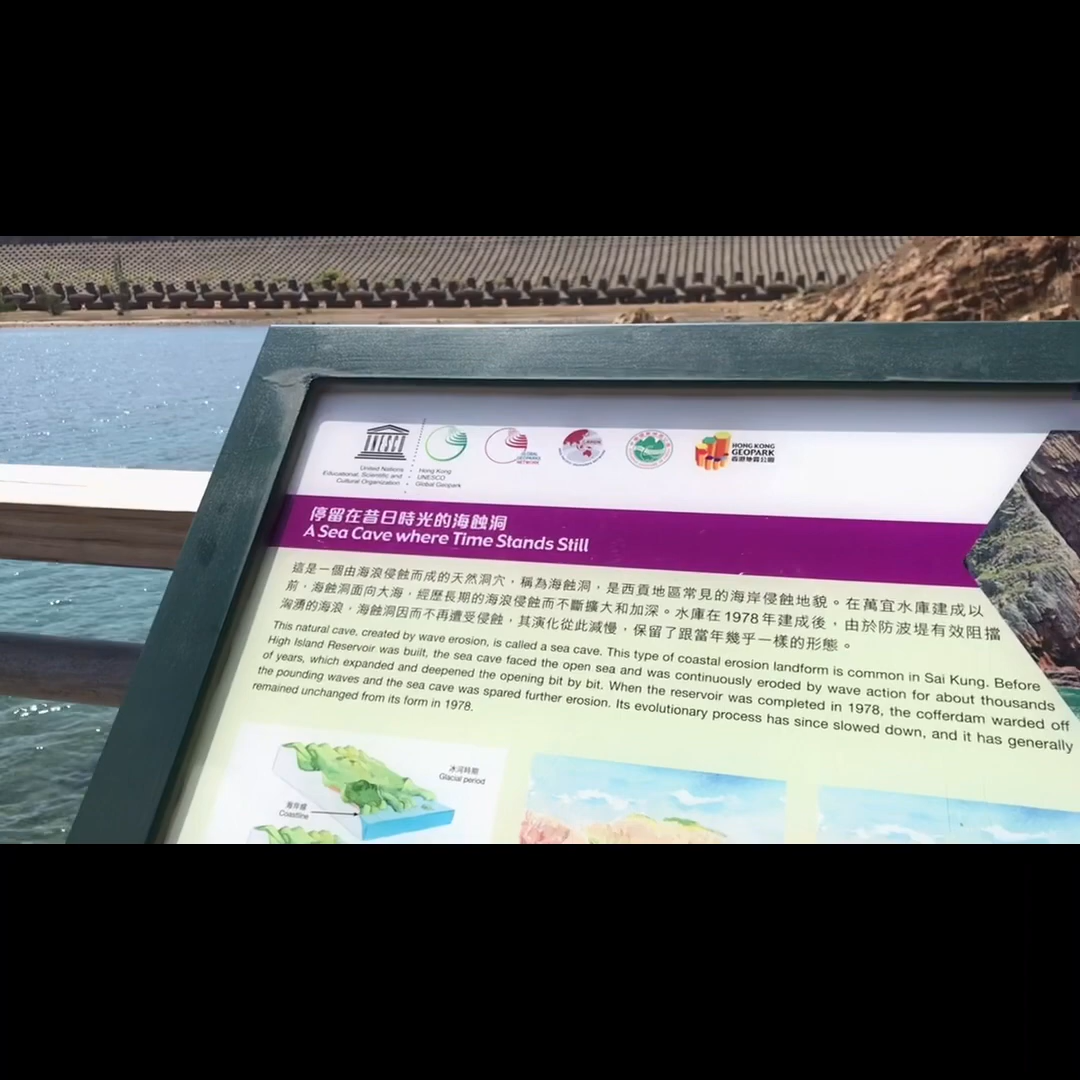 UNESCO
United Nations
Educational, Scientific and
Cultural Organization
Hong Kong
UNESCO
Global Geopark
GLOBAL
GEOPARKS
NETWORK
HONG KONG
GEOPARK
香港地質公園
停留在昔日時光的海蝕洞
A Sea Cave where Time Stands Still
這是一個由海浪侵蝕而成的天然洞穴，稱為海蝕洞，是西貢地區常見的海岸侵蝕地貌。在萬宜水庫建成以
前，海蝕洞面向大海，經歷長期的海浪侵蝕而不斷擴大和加深。水庫在1978年建成後，由於防波堤有效阻擋
洶湧的海浪，海蝕洞因而不再遭受侵蝕，其演化從此減慢，保留了跟當年幾乎一樣的形態。
This natural cave, created by wave erosion, is called a sea cave. This type of coastal erosion landform is common in Sai Kung. Before
High Island Reservoir was built, the sea cave faced the open sea and was continuously eroded by wave action for about thousands
of years, which expanded and deepened the opening bit by bit. When the reservoir was completed in 1978, the cofferdam warded off
the pounding waves and the sea cave was spared further erosion. Its evolutionary process has since slowed down, and it has generally
remained unchanged from its form in 1978.
冰河時期
Glacial period
海岸線
Coastline